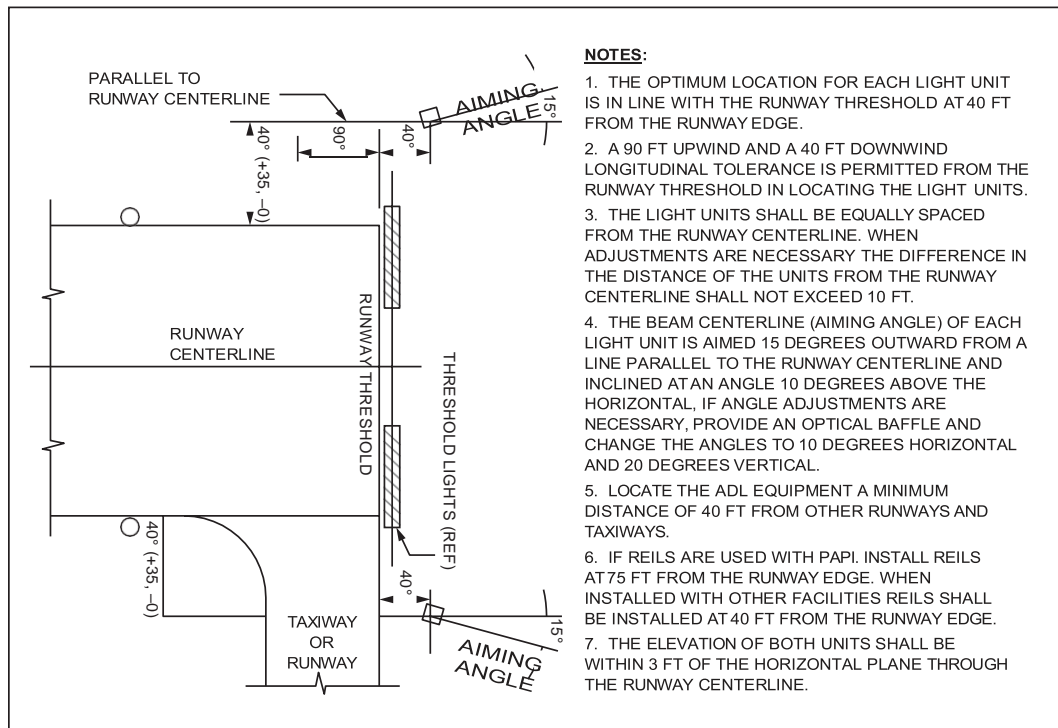 PARALLEL TO
RUNWAY CENTERLINE
AIMING
ANGLE
15°
40° (+35, –0)
90°
40°
RUNWAY
CENTERLINE
RUNWAY THRESHOLD
THRESHOLD LIGHTS (REF)
40° (+35, –0)
40°
15°
TAXIWAY
OR
RUNWAY
AIMING
ANGLE
NOTES:
1. THE OPTIMUM LOCATION FOR EACH LIGHT UNIT
IS IN LINE WITH THE RUNWAY THRESHOLD AT 40 FT
FROM THE RUNWAY EDGE.
2. A 90 FT UPWIND AND A 40 FT DOWNWIND
LONGITUDINAL TOLERANCE IS PERMITTED FROM THE
RUNWAY THRESHOLD IN LOCATING THE LIGHT UNITS.
3. THE LIGHT UNITS SHALL BE EQUALLY SPACED
FROM THE RUNWAY CENTERLINE. WHEN
ADJUSTMENTS ARE NECESSARY THE DIFFERENCE IN
THE DISTANCE OF THE UNITS FROM THE RUNWAY
CENTERLINE SHALL NOT EXCEED 10 FT.
4. THE BEAM CENTERLINE (AIMING ANGLE) OF EACH
LIGHT UNIT IS AIMED 15 DEGREES OUTWARD FROM A
LINE PARALLEL TO THE RUNWAY CENTERLINE AND
INCLINED AT AN ANGLE 10 DEGREES ABOVE THE
HORIZONTAL, IF ANGLE ADJUSTMENTS ARE
NECESSARY, PROVIDE AN OPTICAL BAFFLE AND
CHANGE THE ANGLES TO 10 DEGREES HORIZONTAL
AND 20 DEGREES VERTICAL.
5. LOCATE THE ADL EQUIPMENT A MINIMUM
DISTANCE OF 40 FT FROM OTHER RUNWAYS AND
TAXIWAYS.
6. IF REILS ARE USED WITH PAPI. INSTALL REILS
AT 75 FT FROM THE RUNWAY EDGE. WHEN
INSTALLED WITH OTHER FACILITIES REILS SHALL
BE INSTALLED AT 40 FT FROM THE RUNWAY EDGE.
7. THE ELEVATION OF BOTH UNITS SHALL BE
WITHIN 3 FT OF THE HORIZONTAL PLANE THROUGH
THE RUNWAY CENTERLINE.